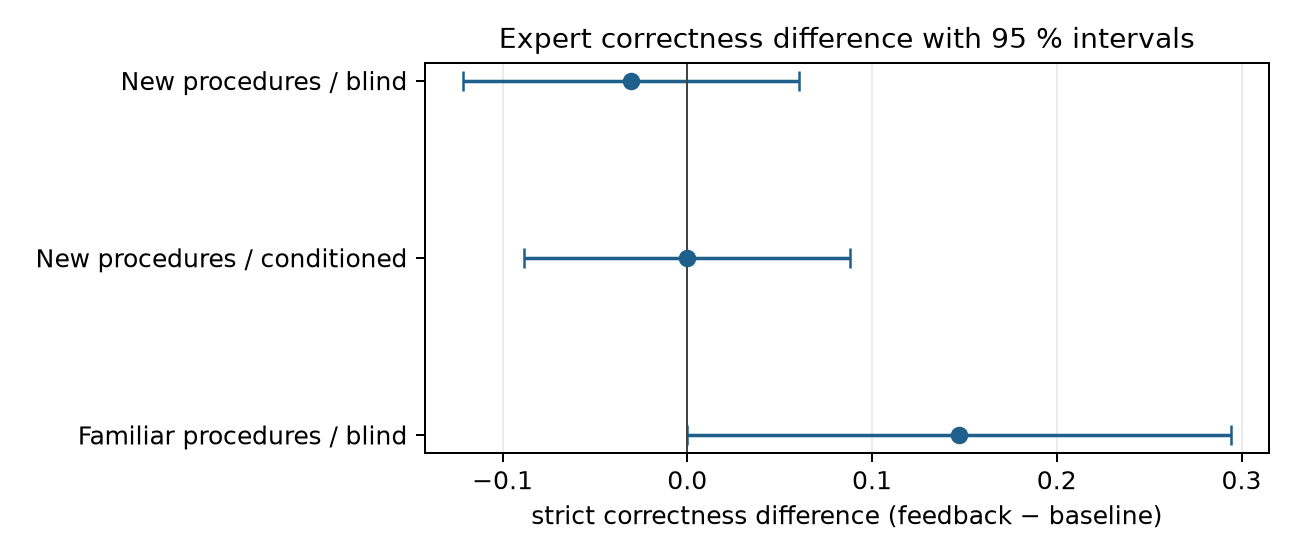 Expert correctness difference with 95 % intervals
New procedures / blind
New procedures / conditioned
Familiar procedures / blind
−0.1 0.0 0.1 0.2 0.3
strict correctness difference (feedback − baseline)